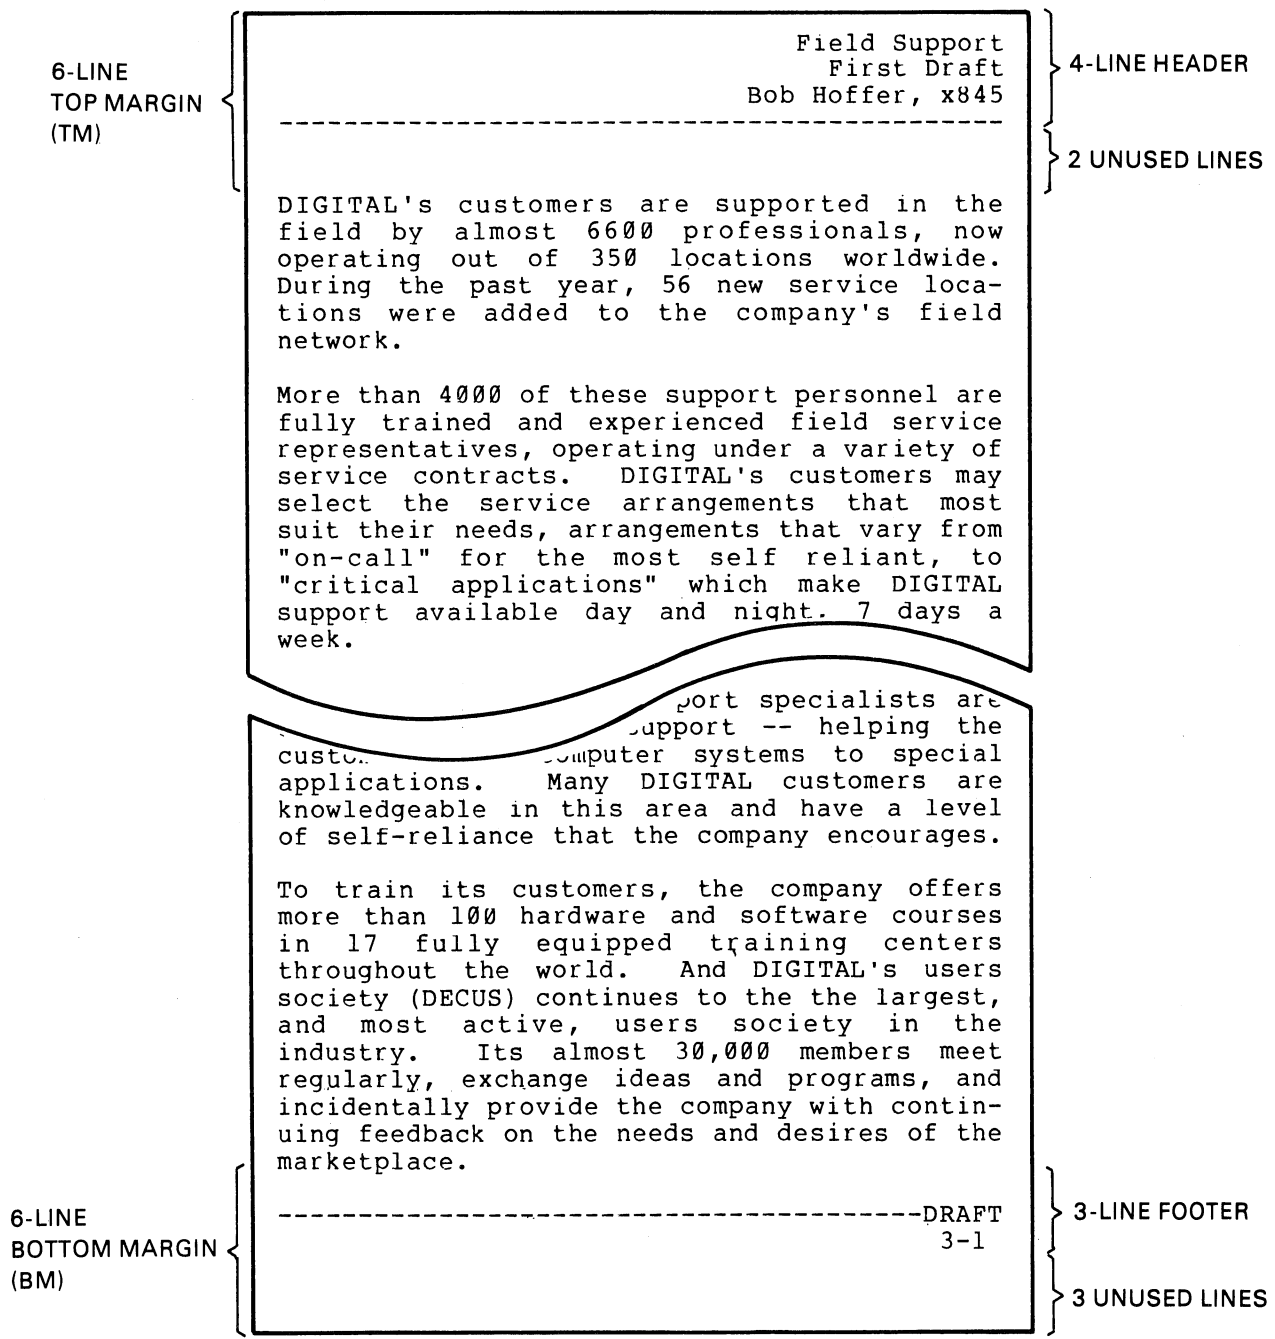 6-LINE
TOP MARGIN
(TM)
Field Support
First Draft
Bob Hoffer, x845
4-LINE HEADER
----------------------------------------------
2 UNUSED LINES
DIGITAL's customers are supported in the
field by almost 6600 professionals, now
operating out of 350 locations worldwide.
During the past year, 56 new service loca-
tions were added to the company's field
network.
More than 4000 of these support personnel are
fully trained and experienced field service
representatives, operating under a variety of
service contracts. DIGITAL's customers may
select the service arrangements that most
suit their needs, arrangements that vary from
"on-call" for the most self reliant, to
"critical applications" which make DIGITAL
support available day and night. 7 days a
week.
specialists are
-- helping the
systems to special
applications. Many DIGITAL customers are
knowledgeable in this area and have a level
of self-reliance that the company encourages.
To train its customers, the company offers
more than 100 hardware and software courses
in 17 fully equipped training centers
throughout the world. And DIGITAL's users
society (DECUS) continues to the the largest,
and most active, users society in the
industry. Its almost 30,000 members meet
regularly, exchange ideas and programs, and
incidentally provide the company with contin-
uing feedback on the needs and desires of the
marketplace.
6-LINE
BOTTOM MARGIN
(BM)
-----------------------------------------DRAFT
3-1
3-LINE FOOTER
3 UNUSED LINES